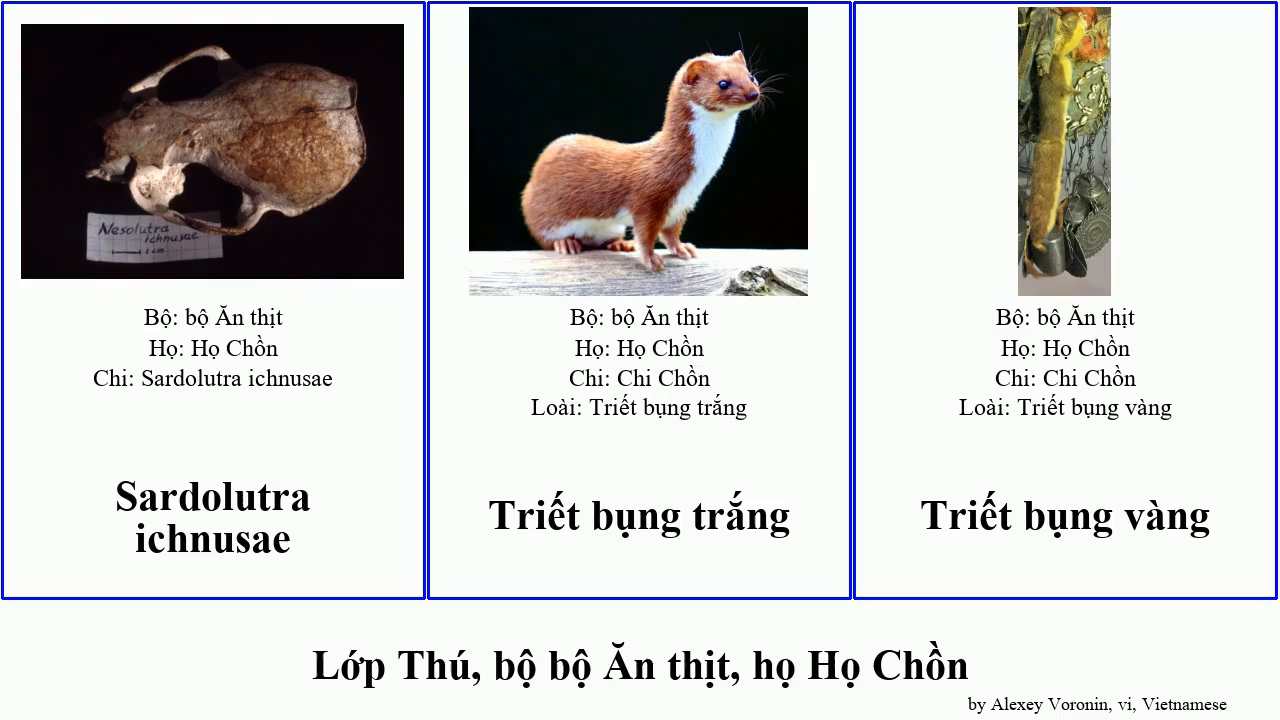 Nesolutra
ichnusae
1 cm
Bộ: bộ Ăn thịt
Họ: Họ Chồn
Chi: Sardolutra ichnusae
Sardolutra
ichnusae
Bộ: bộ Ăn thịt
Họ: Họ Chồn
Chi: Chi Chồn
Loài: Triết bụng trắng
Triết bụng trắng
Bộ: bộ Ăn thịt
Họ: Họ Chồn
Chi: Chi Chồn
Loài: Triết bụng vàng
Triết bụng vàng
Lớp Thú, bộ bộ Ăn thịt, họ Họ Chồn
by Alexey Voronin, vi, Vietnamese